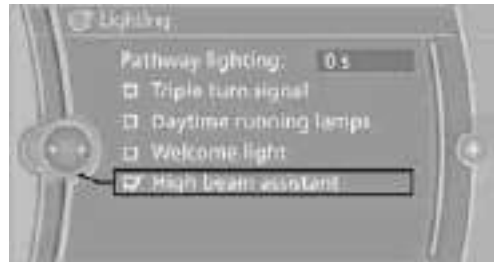 Lighting
Pathway lighting: 0 s
Triple turn signal
Daytime running lamps
Welcome light
High beam assistant